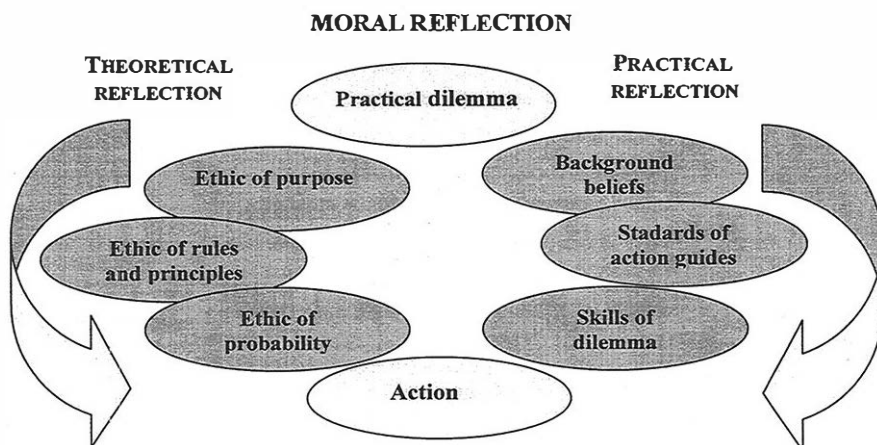 MORAL REFLECTION
THEORETICAL
REFLECTION
PRACTICAL
REFLECTION
Practical dilemma
Ethic of purpose
Background
beliefs
Ethic of rules
and principles
Stadards of
action guides
Ethic of
probability
Skills of
dilemma
Action